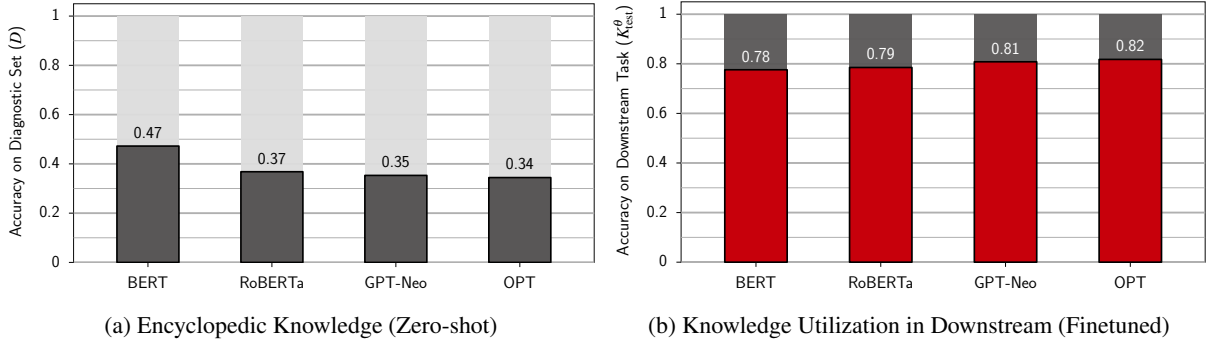 Accuracy on Diagnostic Set (D)
1
0.8
0.6
0.4
0.2
0
0.47
0.37
0.35
0.34
BERT
RoBERTa
GPT-Neo
OPT
(a) Encyclopedic Knowledge (Zero-shot)
Accuracy on Downstream Task (K^θ_test)
1
0.8
0.6
0.4
0.2
0
0.78
0.79
0.81
0.82
BERT
RoBERTa
GPT-Neo
OPT
(b) Knowledge Utilization in Downstream (Finetuned)